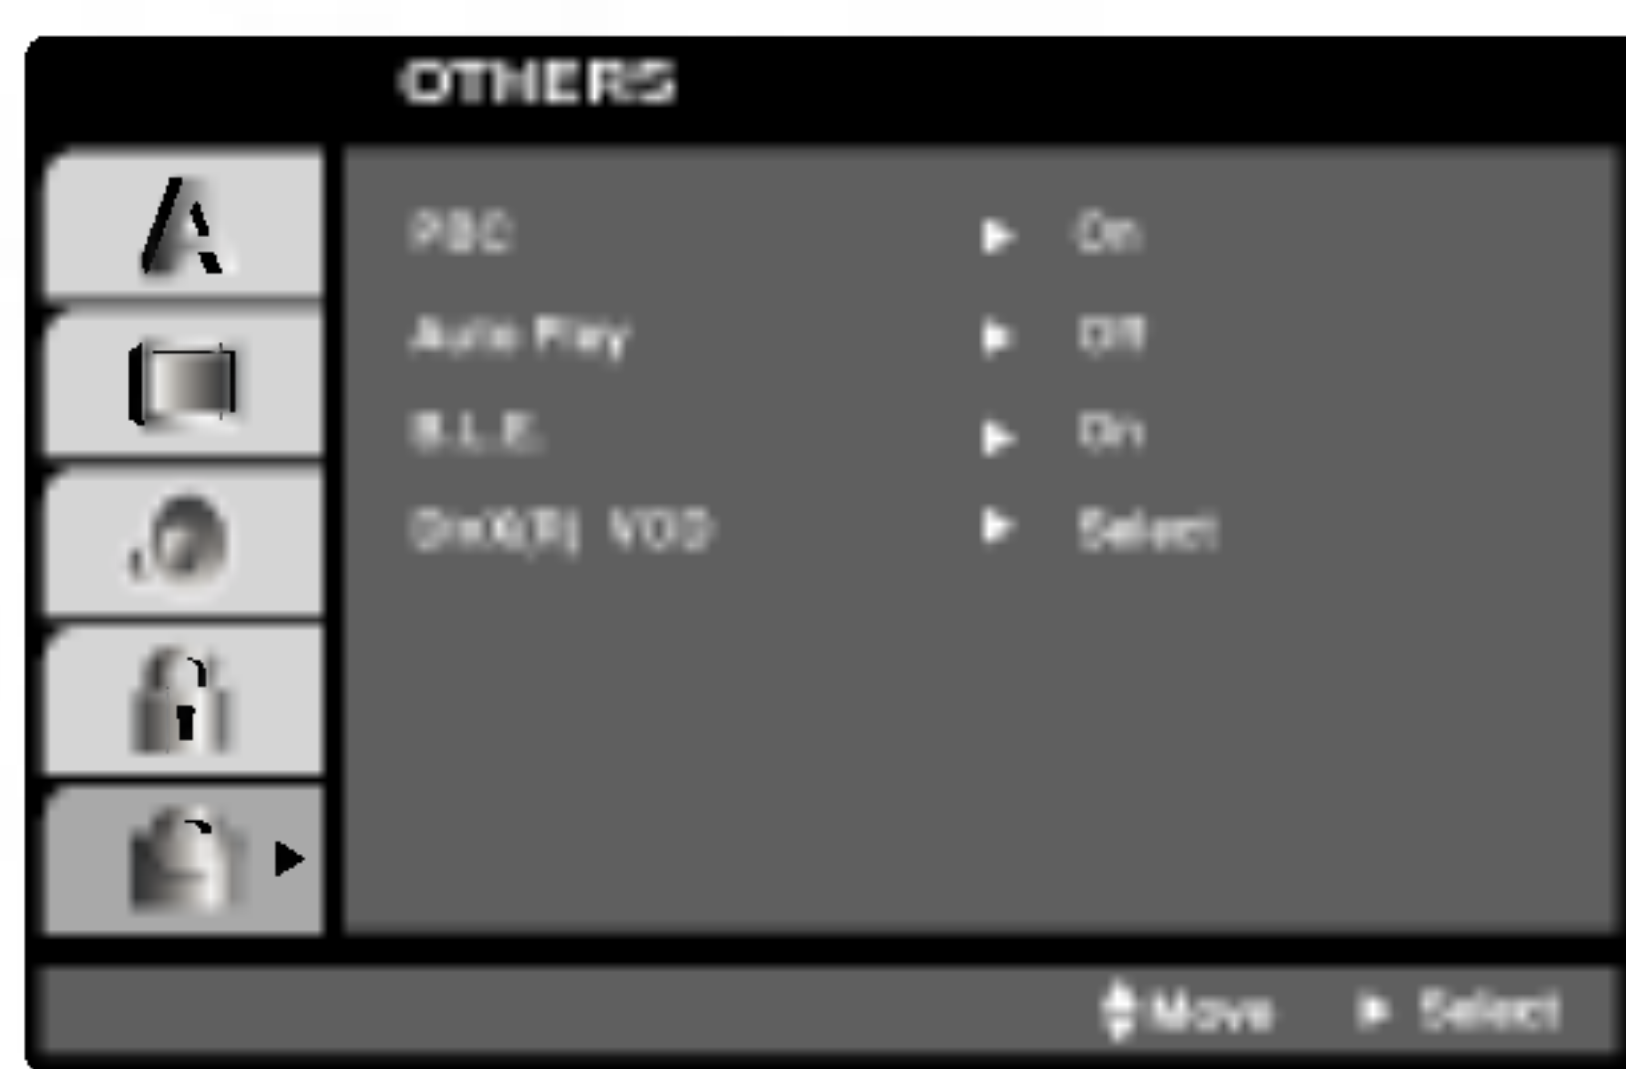 OTHERS
PBC ▶ On
Auto Play ▶ Off
B.L.E. ▶ On
DivX(R) VOD ▶ Select
Move ▶ Select